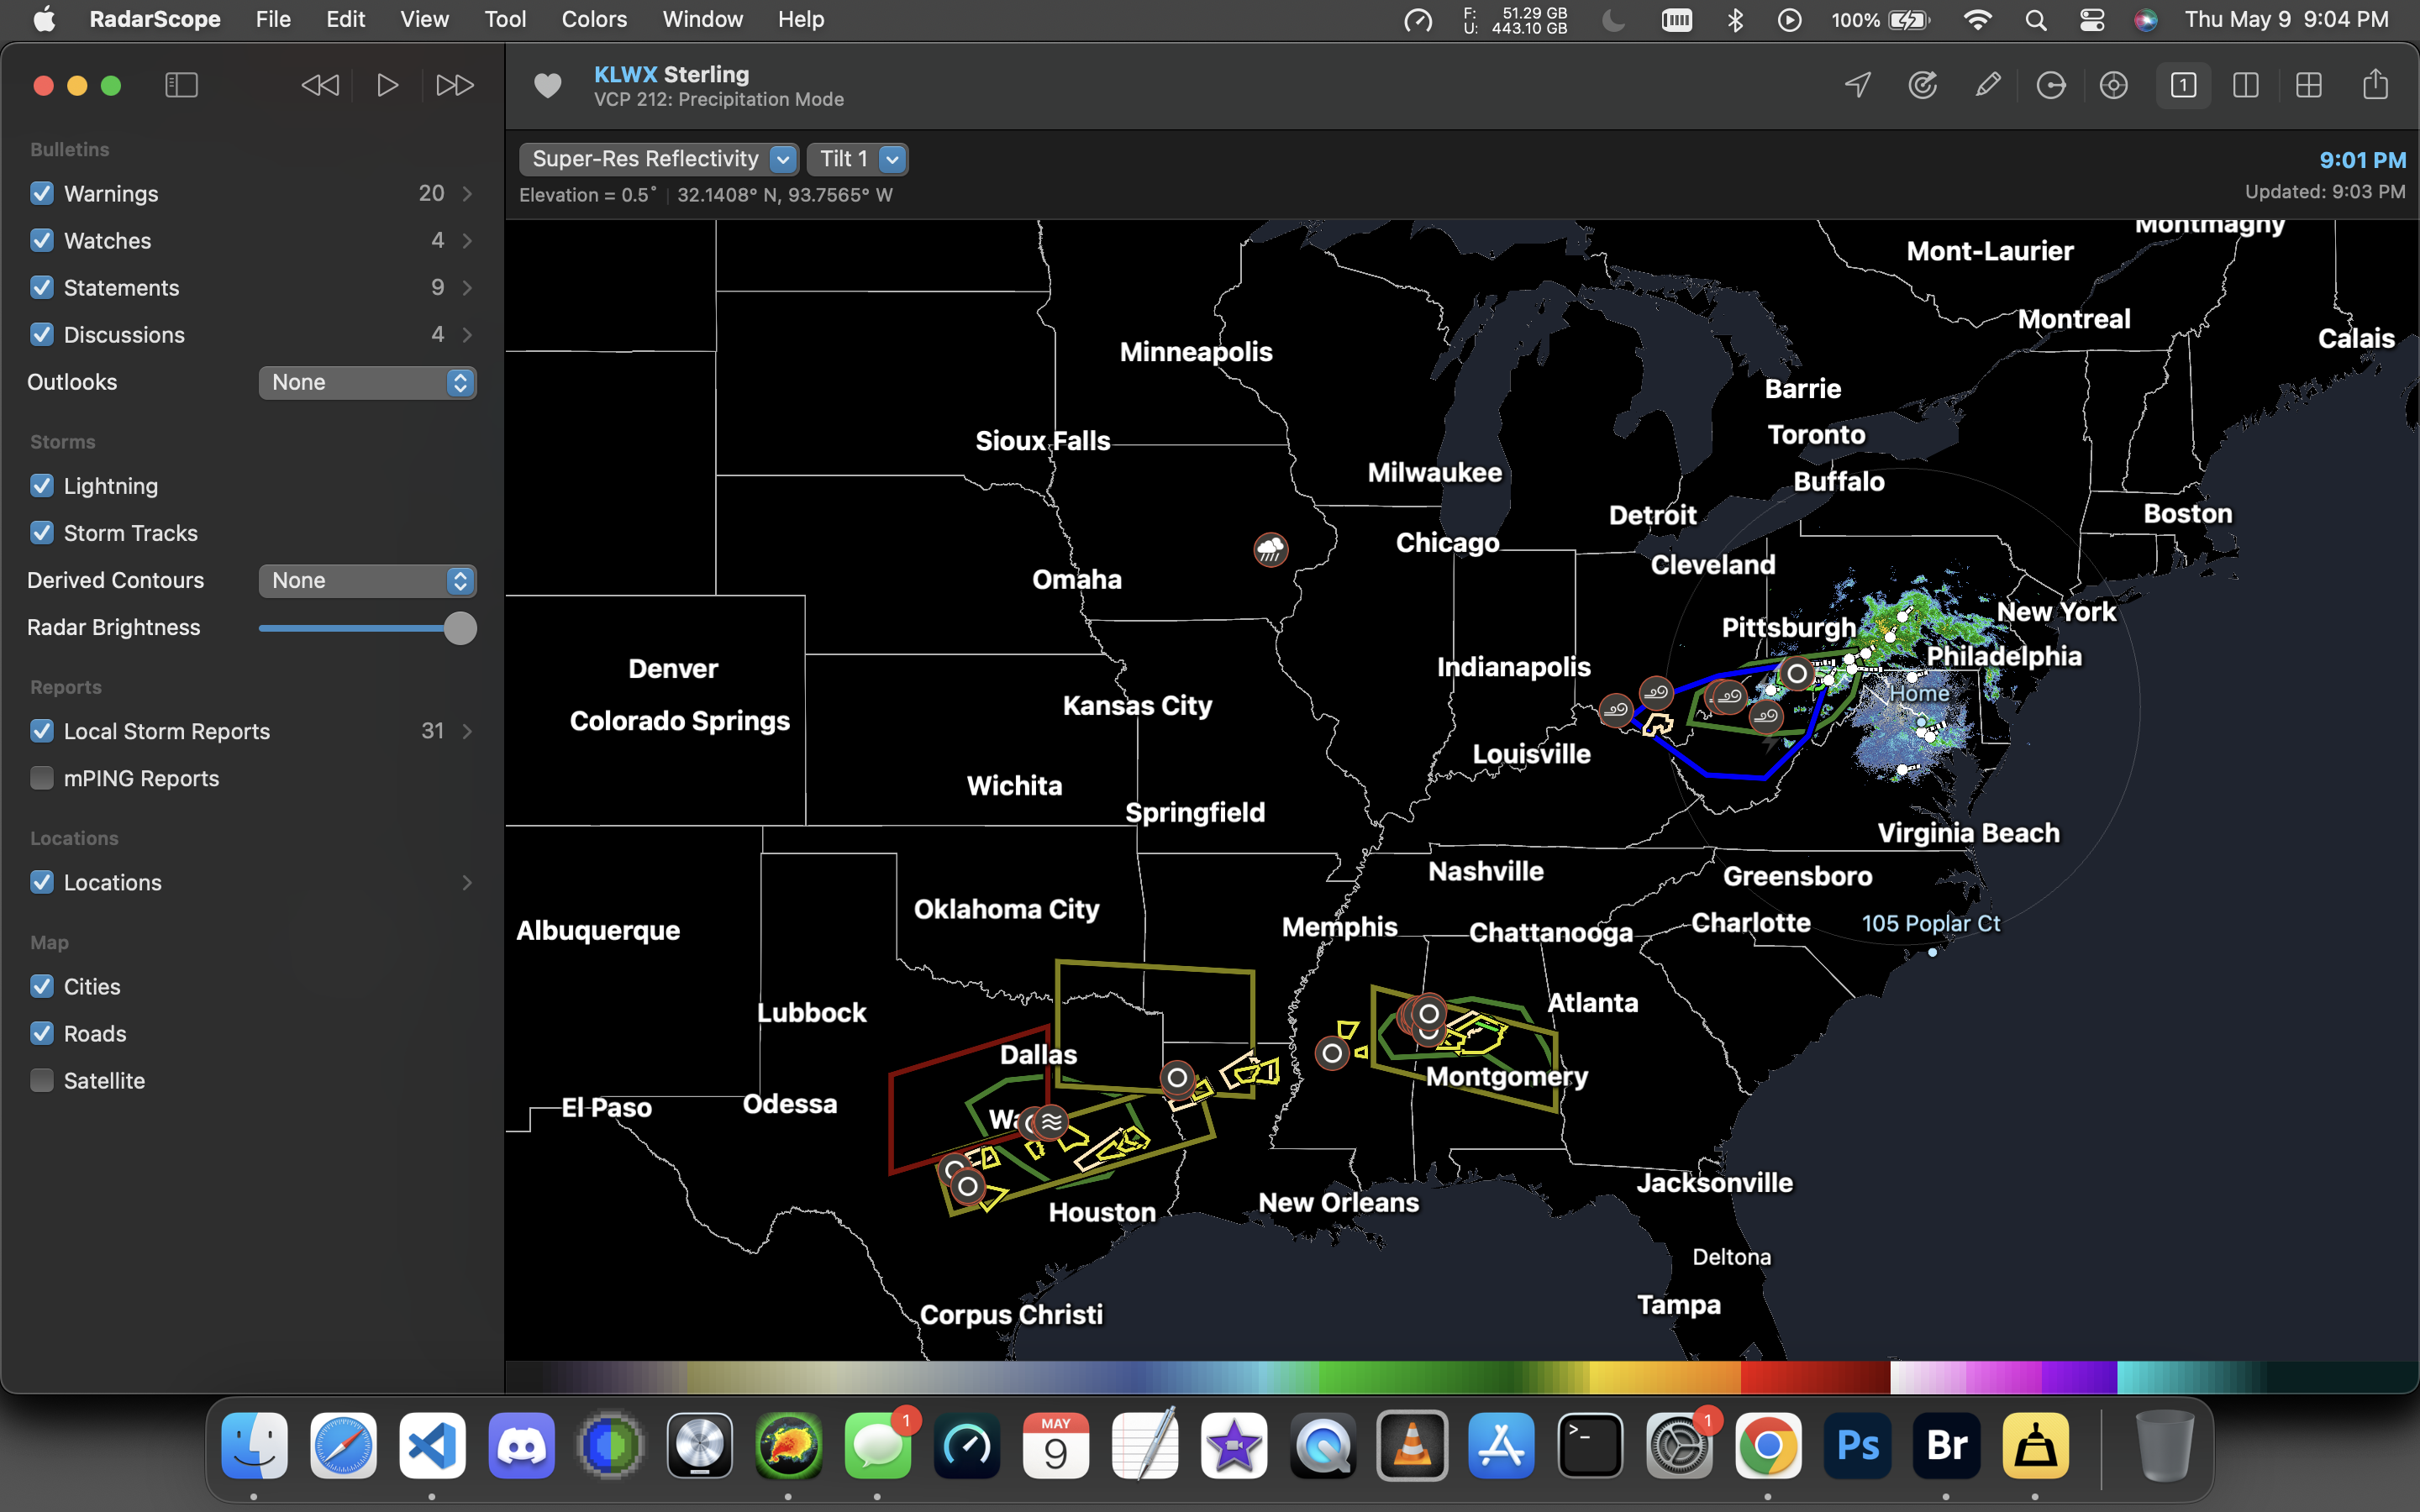 RadarScope File Edit View Tool Colors Window Help
F: 51.29 GB
U: 443.10 GB
100%
Thu May 9 9:04 PM
KLWX Sterling
VCP 212: Precipitation Mode
1
Super-Res Reflectivity
Tilt 1
9:01 PM
Elevation = 0.5° | 32.1408° N, 93.7565° W
Updated: 9:03 PM
Bulletins
Warnings 20
Watches 4
Statements 9
Discussions 4
Outlooks None
Storms
Lightning
Storm Tracks
Derived Contours None
Radar Brightness
Reports
Local Storm Reports 31
mPING Reports
Locations
Locations
Map
Cities
Roads
Satellite
Montmagny
Mont-Laurier
Montreal
Calais
Minneapolis
Barrie
Toronto
Sioux Falls
Milwaukee
Buffalo
Detroit
Boston
Chicago
Cleveland
Omaha
New York
Pittsburgh
Philadelphia
Indianapolis
Denver
Home
Kansas City
Colorado Springs
Louisville
Wichita
Springfield
Virginia Beach
Nashville
Greensboro
Oklahoma City
Memphis
Chattanooga
Charlotte
105 Poplar Ct
Albuquerque
Lubbock
Atlanta
Dallas
Montgomery
El Paso
Odessa
Wa
New Orleans
Houston
Jacksonville
Deltona
Tampa
Corpus Christi
1
MAY
9
>_
1
Ps
Br